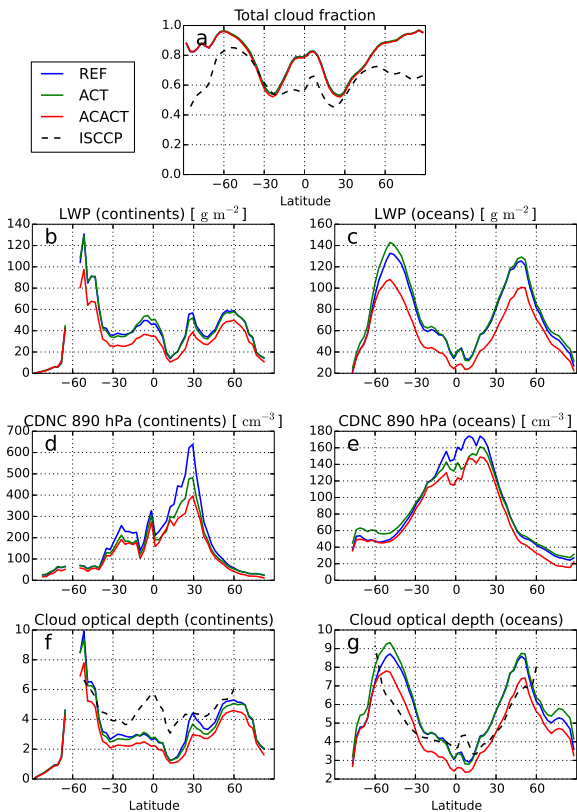 Total cloud fraction
a
1.0
0.8
0.6
0.4
0.2
0.0
−60 −30 0 30 60
Latitude
REF
ACT
ACACT
ISCCP
LWP (continents) [ g m⁻² ]
b
140
120
100
80
60
40
20
0
−60 −30 0 30 60
LWP (oceans) [ g m⁻² ]
c
160
140
120
100
80
60
40
20
−60 −30 0 30 60
CDNC 890 hPa (continents) [ cm⁻³ ]
d
700
600
500
400
300
200
100
0
−60 −30 0 30 60
CDNC 890 hPa (oceans) [ cm⁻³ ]
e
180
160
140
120
100
80
60
40
20
0
−60 −30 0 30 60
Cloud optical depth (continents)
f
10
8
6
4
2
0
−60 −30 0 30 60
Latitude
Cloud optical depth (oceans)
g
10
9
8
7
6
5
4
3
2
−60 −30 0 30 60
Latitude